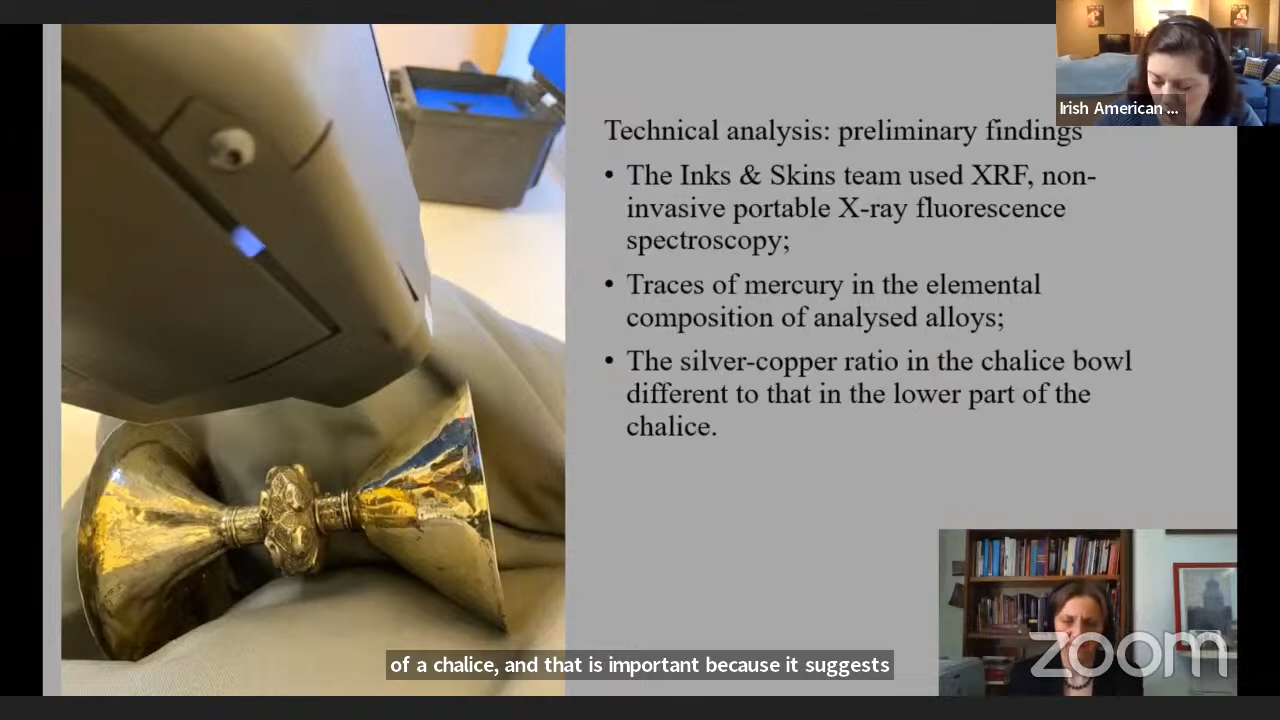 Irish American ...
Technical analysis: preliminary findings
• The Inks & Skins team used XRF, non-
invasive portable X-ray fluorescence
spectroscopy;
• Traces of mercury in the elemental
composition of analysed alloys;
• The silver-copper ratio in the chalice bowl
different to that in the lower part of the
chalice.
zoom
of a chalice, and that is important because it suggests